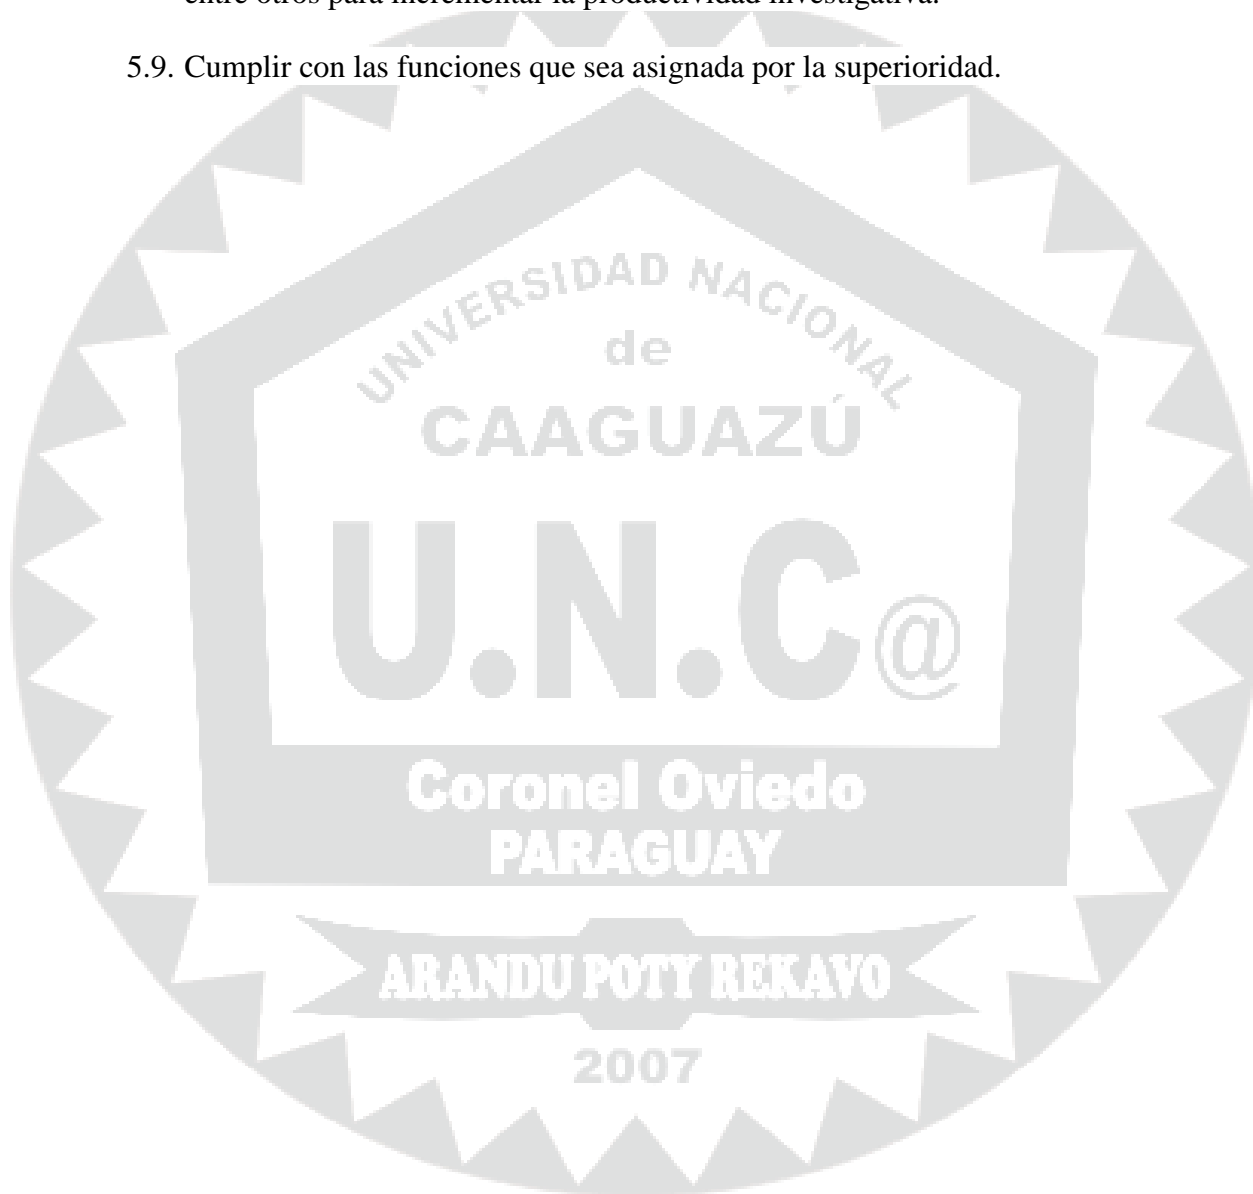 entre otros para incrementar la productividad investigativa.
5.9. Cumplir con las funciones que sea asignada por la superioridad.
UNIVERSIDAD NACIONAL
de
CAAGUAZÚ
U.N.C@
Coronel Oviedo
PARAGUAY
ARANDU POTY REKAVO
2007